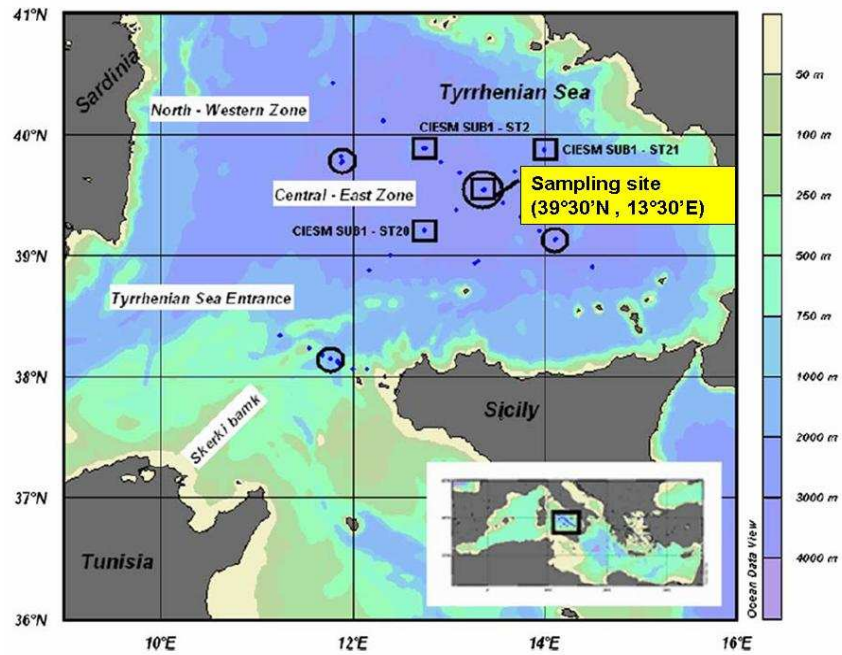 41°N
40°N
39°N
38°N
37°N
36°N
10°E
12°E
14°E
16°E
Sardinia
North - Western Zone
Tyrrhenian Sea
CIESM SUB1 - ST2
CIESM SUB1 - ST21
Central - East Zone
Sampling site
(39°30'N , 13°30'E)
CIESM SUB1 - ST20
Tyrrhenian Sea Entrance
Skerki bamk
Sicily
Tunisia
50 m
100 m
250 m
500 m
750 m
1000 m
2000 m
3000 m
4000 m
Ocean Data View